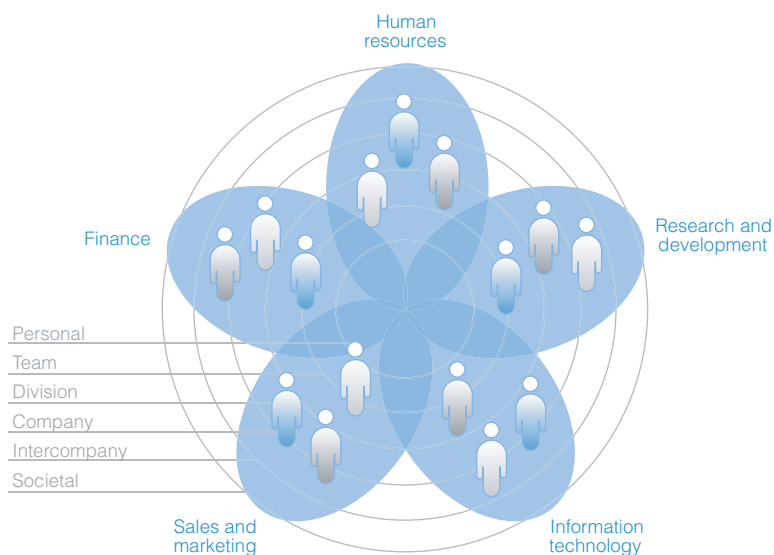 Human
resources
Finance
Research and
development
Personal
Team
Division
Company
Intercompany
Societal
Sales and
marketing
Information
technology